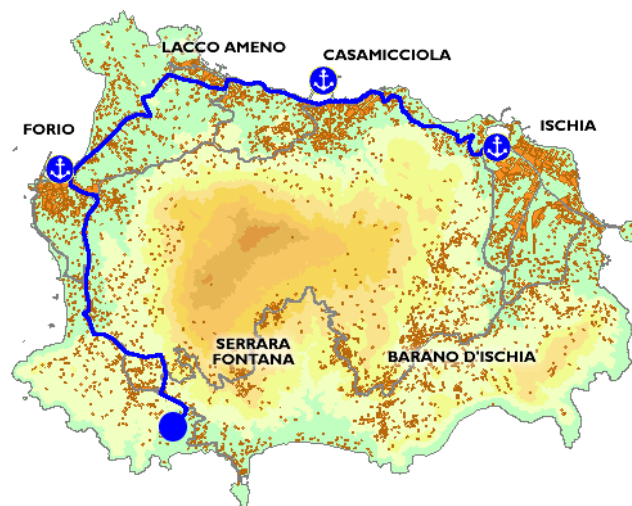 LACCO AMENO
CASAMICCIOLA
FORIO
ISCHIA
SERRARA
FONTANA
BARANO D'ISCHIA